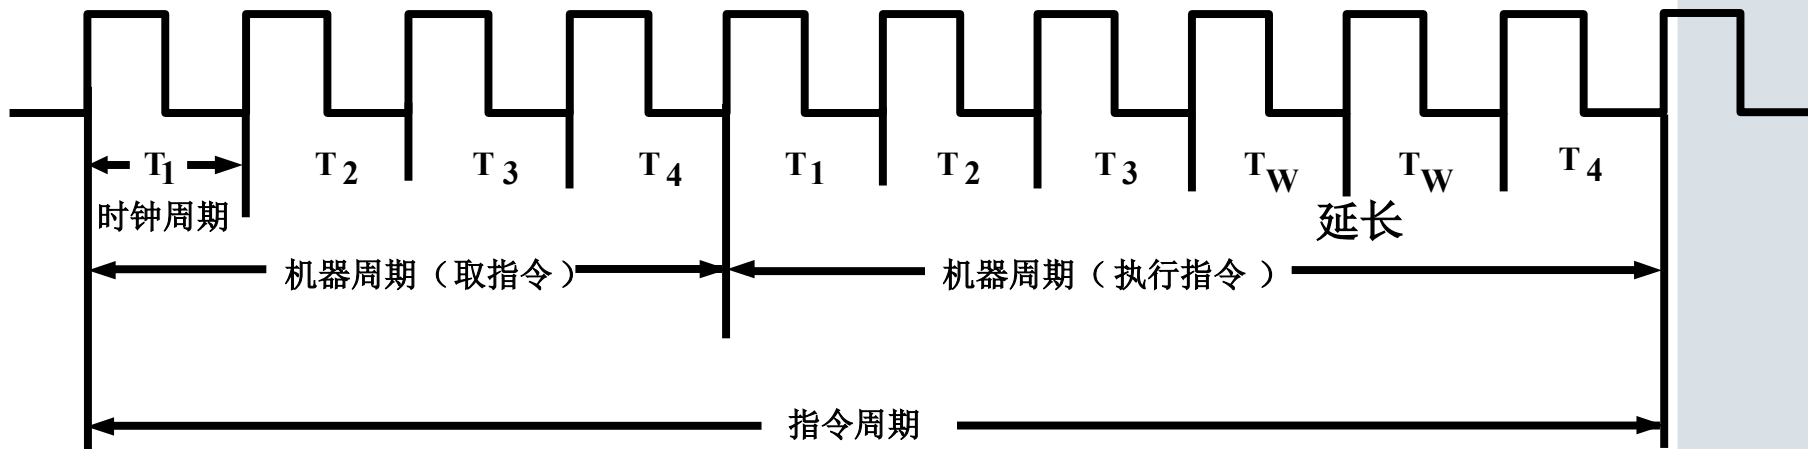 T1 T2 T3 T4 T1 T2 T3 TW TW T4
时钟周期
延长
机器周期（取指令） 机器周期（执行指令）
指令周期